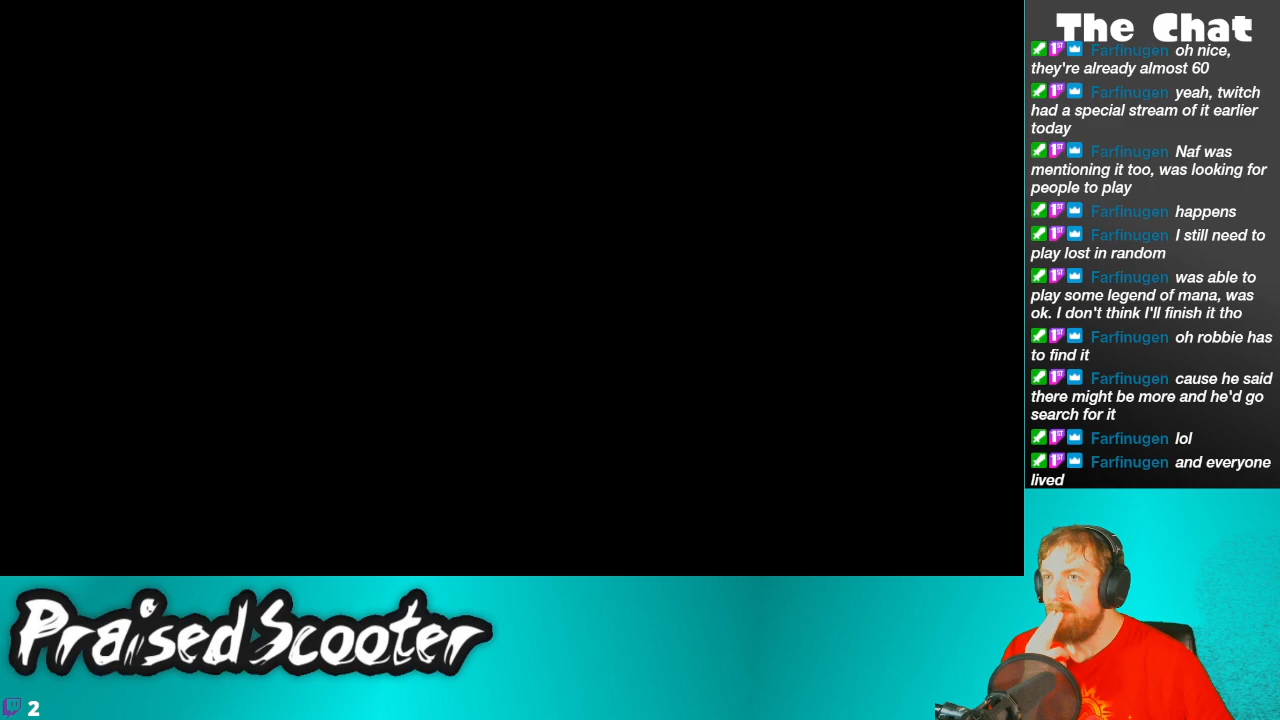 The Chat
Farfinugen oh nice,
they're already almost 60
Farfinugen yeah, twitch
had a special stream of it earlier
today
Farfinugen Naf was
mentioning it too, was looking for
people to play
Farfinugen happens
Farfinugen I still need to
play lost in random
Farfinugen was able to
play some legend of mana, was
ok. I don't think I'll finish it tho
Farfinugen oh robbie has
to find it
Farfinugen cause he said
there might be more and he'd go
search for it
Farfinugen lol
Farfinugen and everyone
lived
PraisedScooter
2